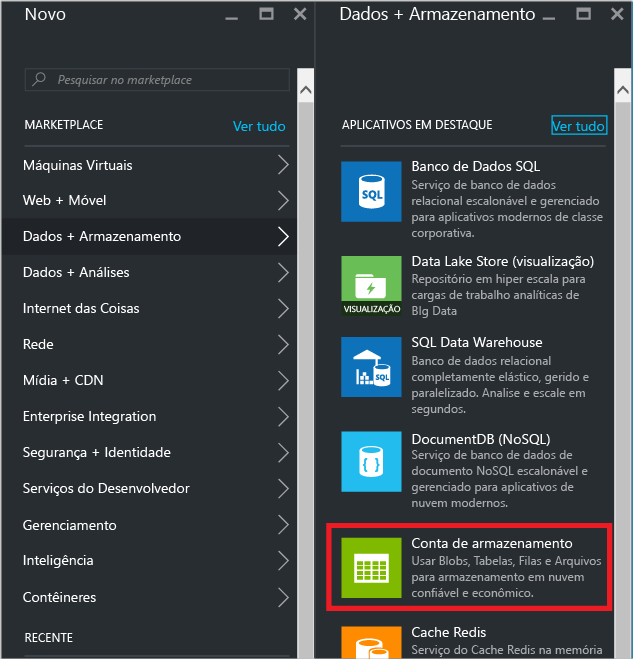 Novo
Pesquisar no marketplace
MARKETPLACE
Ver tudo
Máquinas Virtuais
Web + Móvel
Dados + Armazenamento
Dados + Análises
Internet das Coisas
Rede
Mídia + CDN
Enterprise Integration
Segurança + Identidade
Serviços do Desenvolvedor
Gerenciamento
Inteligência
Contêineres
RECENTE
Dados + Armazenamento
APLICATIVOS EM DESTAQUE
Ver tudo
SQL
Banco de Dados SQL
Serviço de banco de dados
relacional escalonável e gerenciado
para aplicativos modernos de classe
corporativa.
VISUALIZAÇÃO
Data Lake Store (visualização)
Repositório em hiper escala para
cargas de trabalho analíticas de
BIg Data
SQL
SQL Data Warehouse
Banco de dados relacional
completamente elástico, gerido e
paralelizado. Analise e escale em
segundos.
{ }
DocumentDB (NoSQL)
Serviço de banco de dados de
documento NoSQL escalonável e
gerenciado para aplicativos de
nuvem modernos.
Conta de armazenamento
Usar Blobs, Tabelas, Filas e Arquivos
para armazenamento em nuvem
confiável e econômico.
Cache Redis
Serviço do Cache Redis na memória